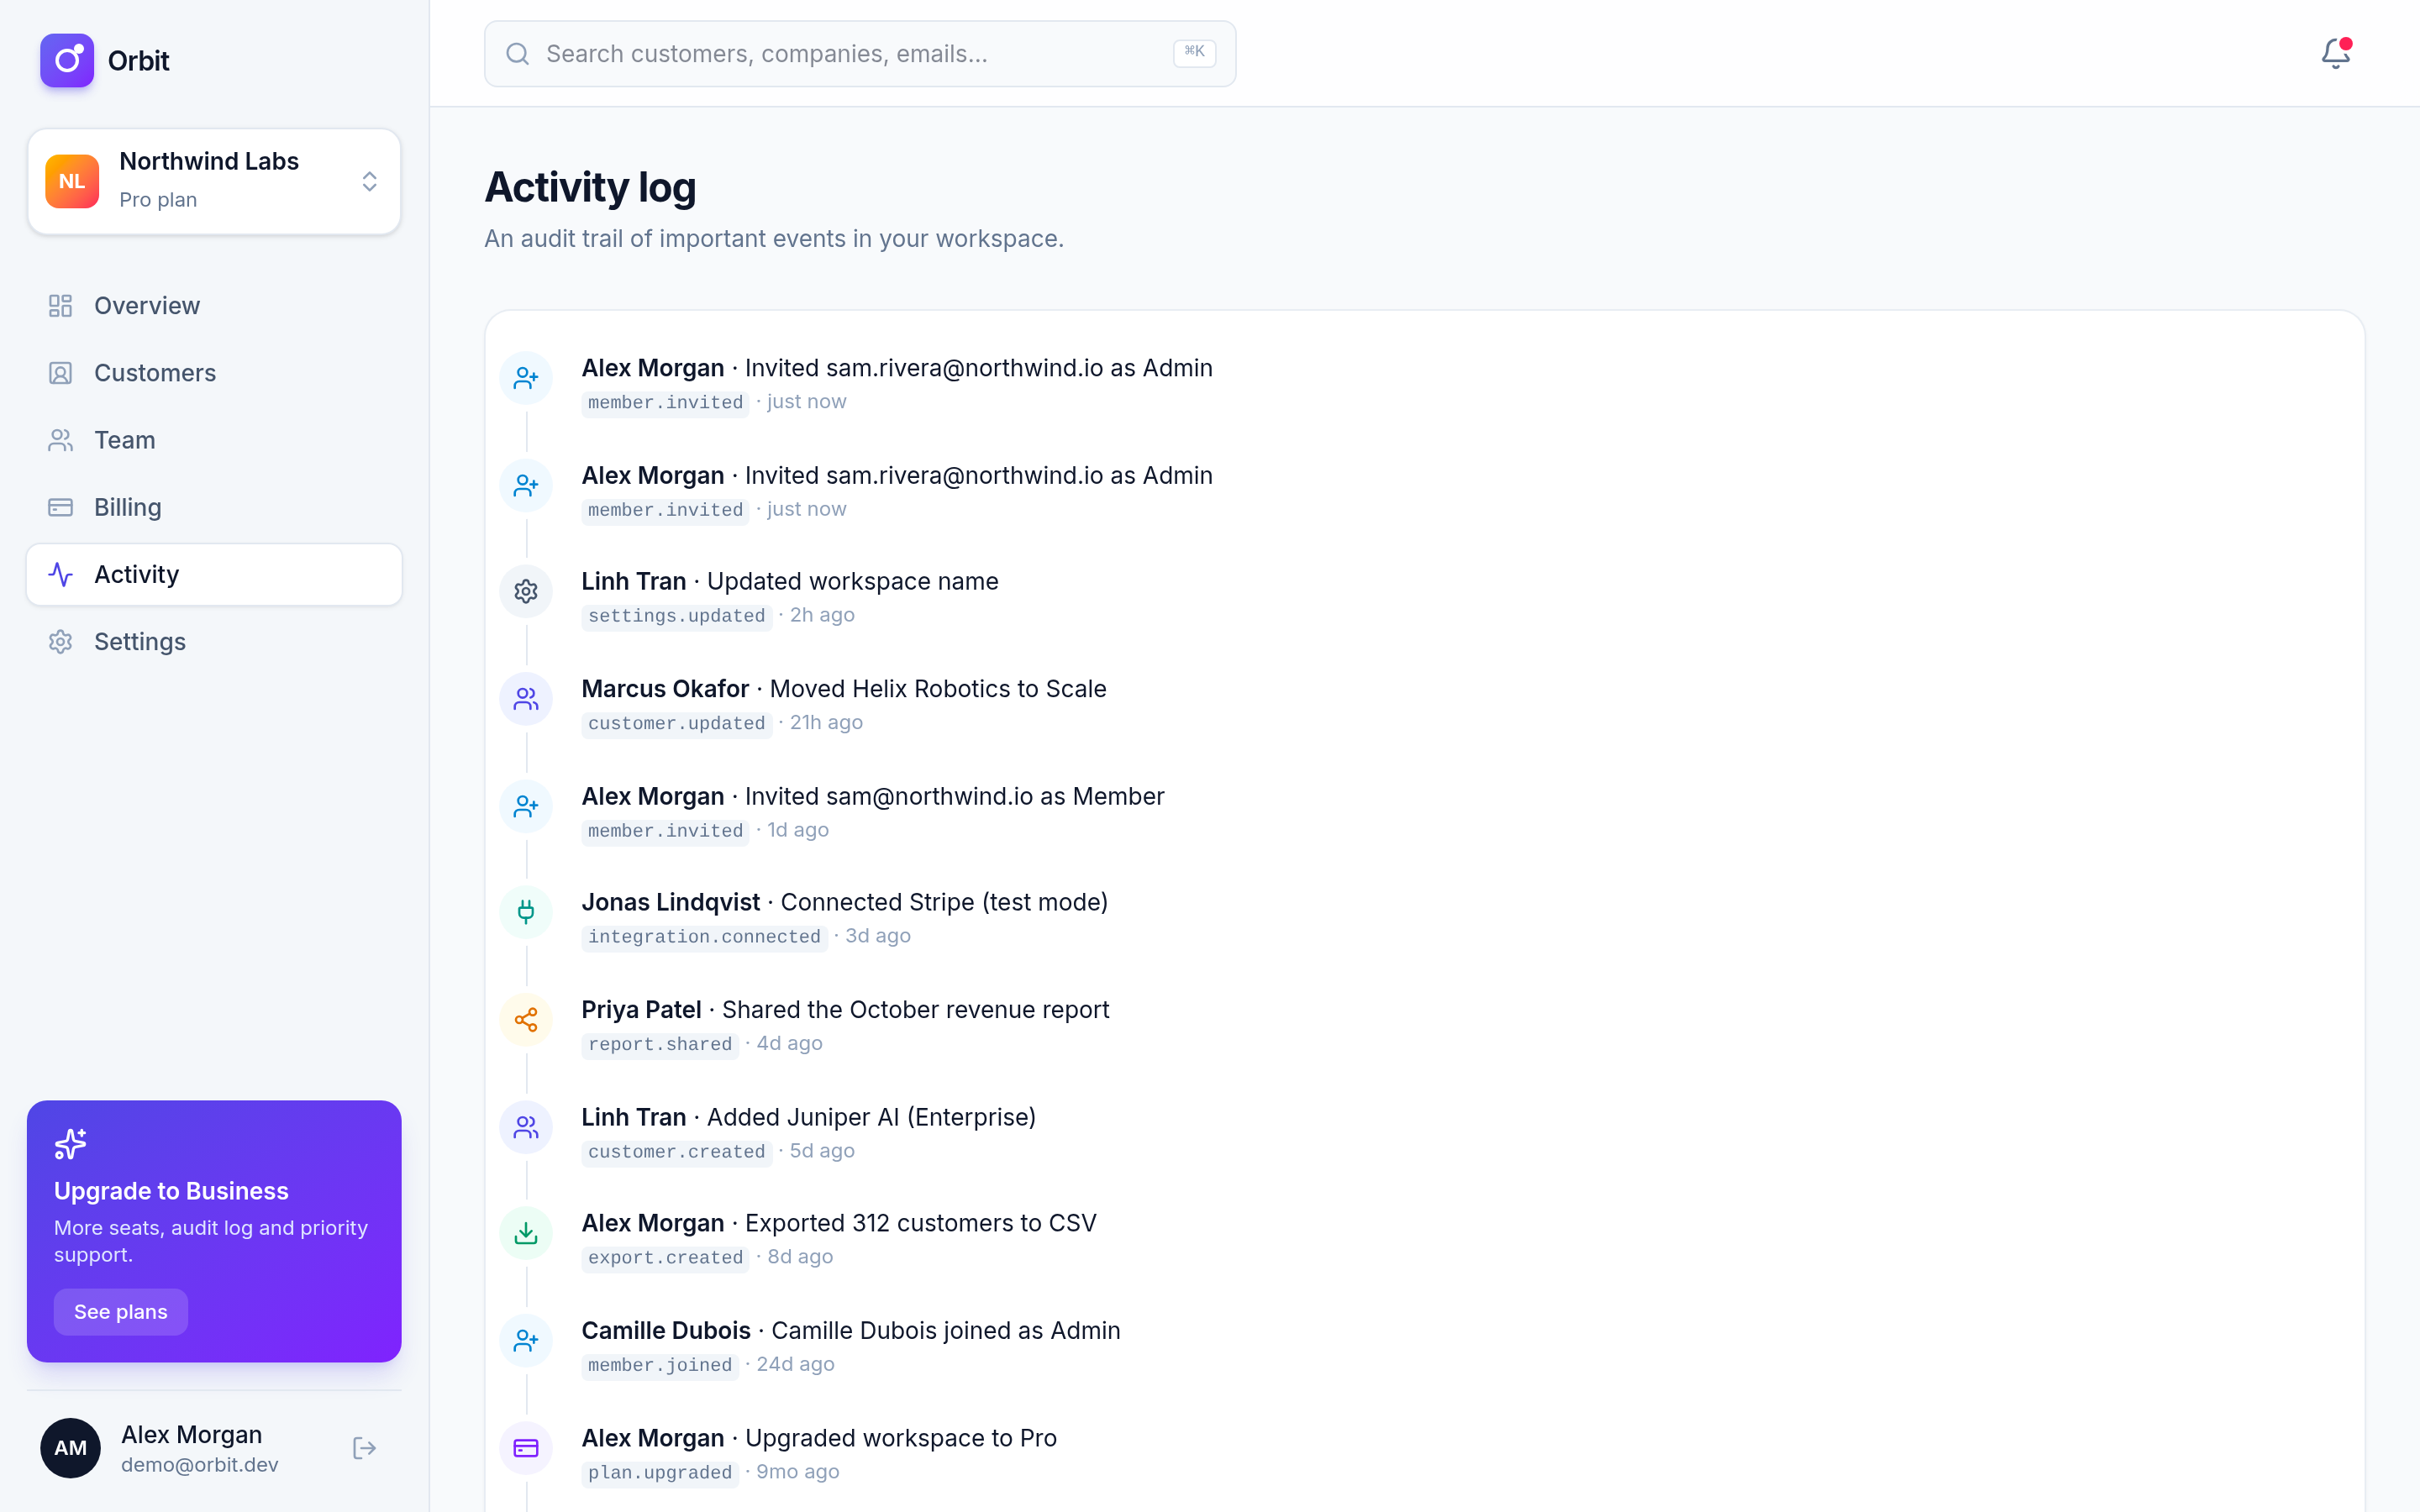 Orbit
NL
Northwind Labs
Pro plan
Overview
Customers
Team
Billing
Activity
Settings
Upgrade to Business
More seats, audit log and priority
support.
See plans
AM
Alex Morgan
demo@orbit.dev
Search customers, companies, emails...
⌘K
Activity log
An audit trail of important events in your workspace.
Alex Morgan · Invited sam.rivera@northwind.io as Admin
member.invited · just now
Alex Morgan · Invited sam.rivera@northwind.io as Admin
member.invited · just now
Linh Tran · Updated workspace name
settings.updated · 2h ago
Marcus Okafor · Moved Helix Robotics to Scale
customer.updated · 21h ago
Alex Morgan · Invited sam@northwind.io as Member
member.invited · 1d ago
Jonas Lindqvist · Connected Stripe (test mode)
integration.connected · 3d ago
Priya Patel · Shared the October revenue report
report.shared · 4d ago
Linh Tran · Added Juniper AI (Enterprise)
customer.created · 5d ago
Alex Morgan · Exported 312 customers to CSV
export.created · 8d ago
Camille Dubois · Camille Dubois joined as Admin
member.joined · 24d ago
Alex Morgan · Upgraded workspace to Pro
plan.upgraded · 9mo ago